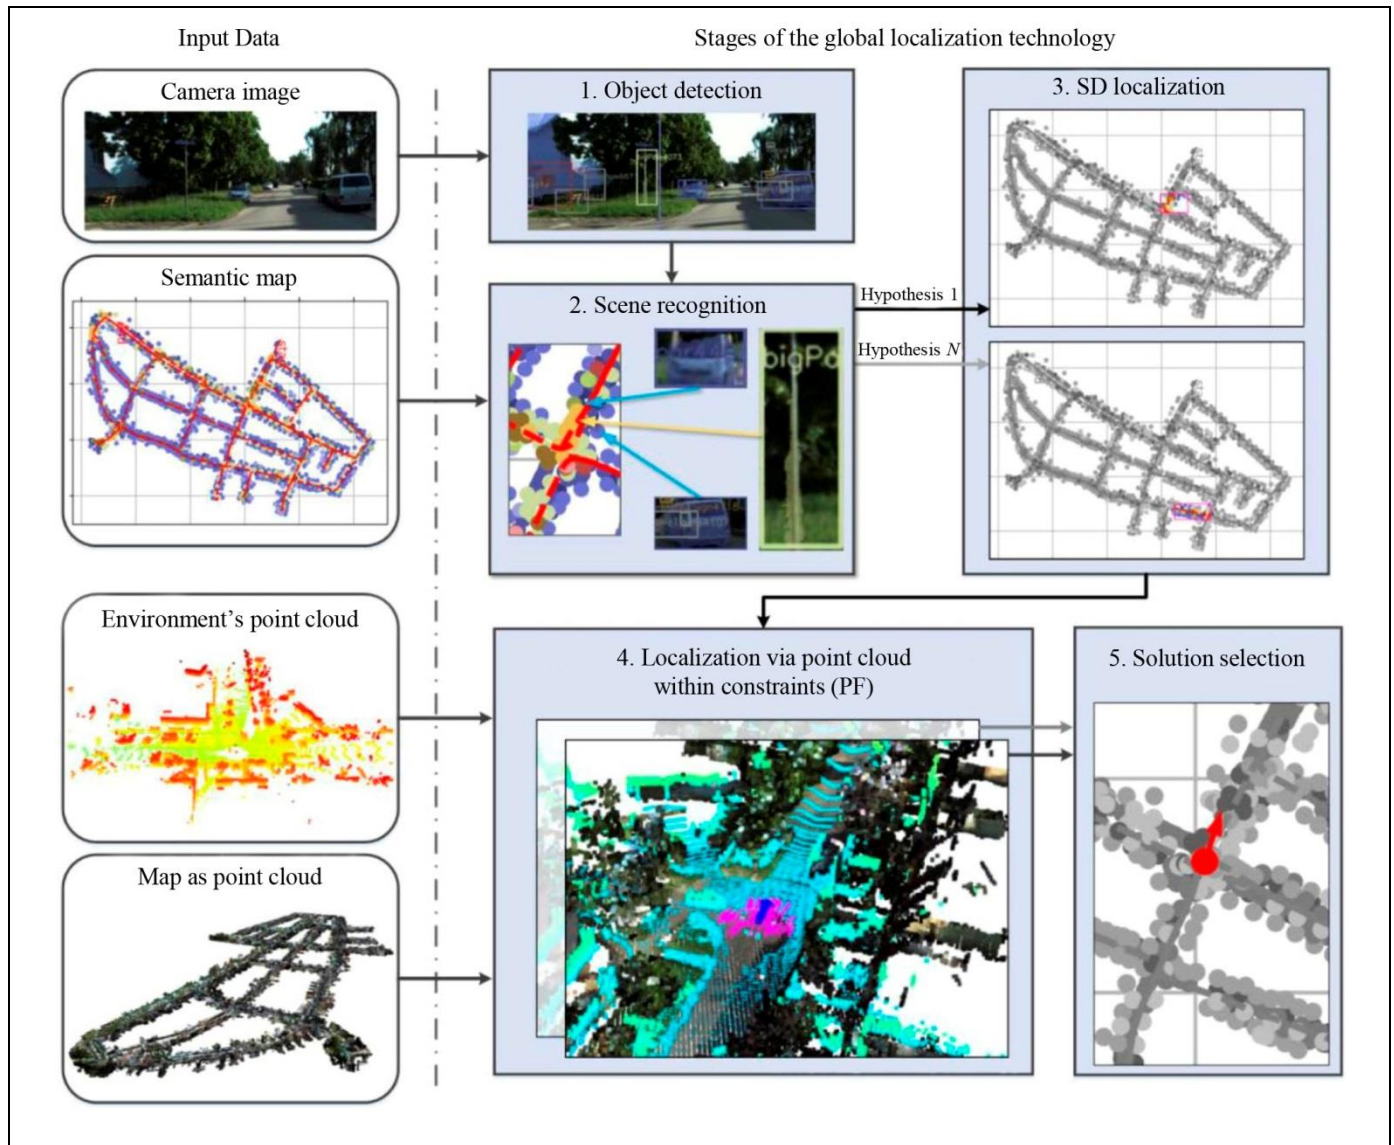 Input Data
Stages of the global localization technology
Camera image
1. Object detection
3. SD localization
Semantic map
2. Scene recognition
bigPo
Hypothesis 1
Hypothesis N
Environment's point cloud
4. Localization via point cloud
within constraints (PF)
5. Solution selection
Map as point cloud